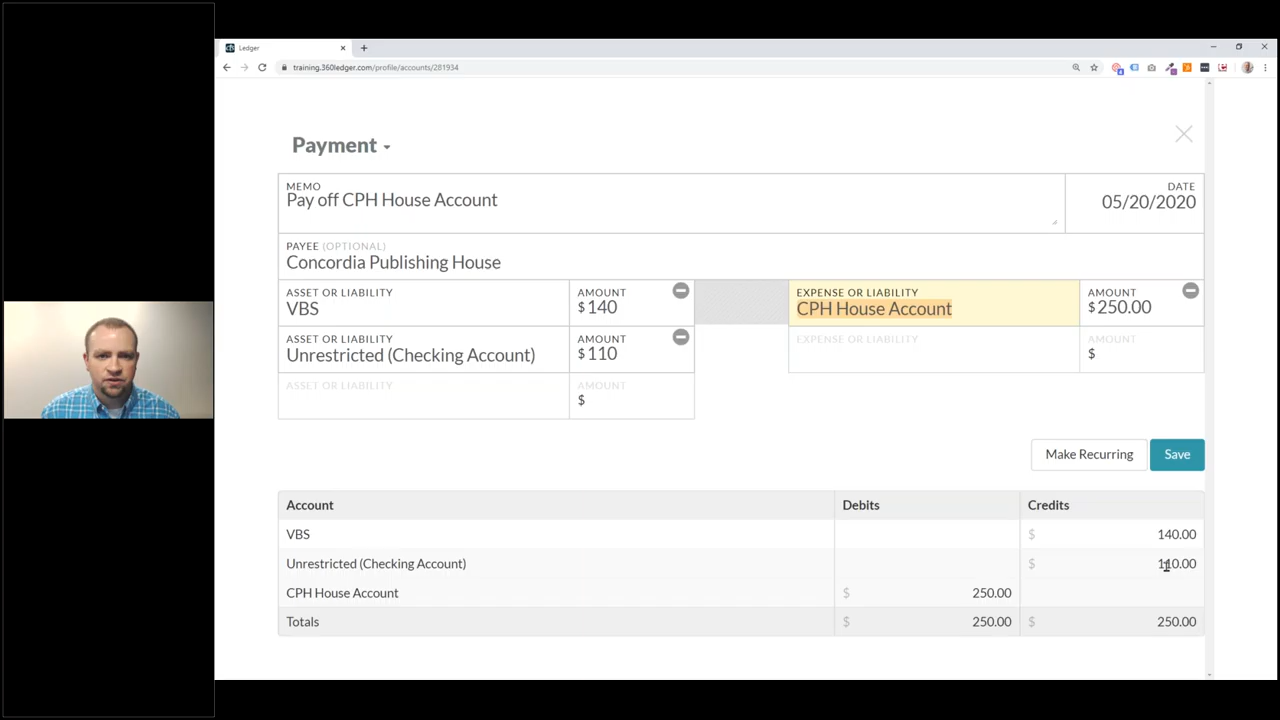 Ledger
training.360ledger.com/profile/accounts/281934
Payment
MEMO
Pay off CPH House Account
DATE
05/20/2020
PAYEE (OPTIONAL)
Concordia Publishing House
ASSET OR LIABILITY
VBS
AMOUNT
$140
EXPENSE OR LIABILITY
CPH House Account
AMOUNT
$250.00
ASSET OR LIABILITY
Unrestricted (Checking Account)
AMOUNT
$110
EXPENSE OR LIABILITY
AMOUNT
$
ASSET OR LIABILITY
AMOUNT
$
Make Recurring
Save
Account Debits Credits
VBS $ 140.00
Unrestricted (Checking Account) $ 110.00
CPH House Account $ 250.00
Totals $ 250.00 $ 250.00